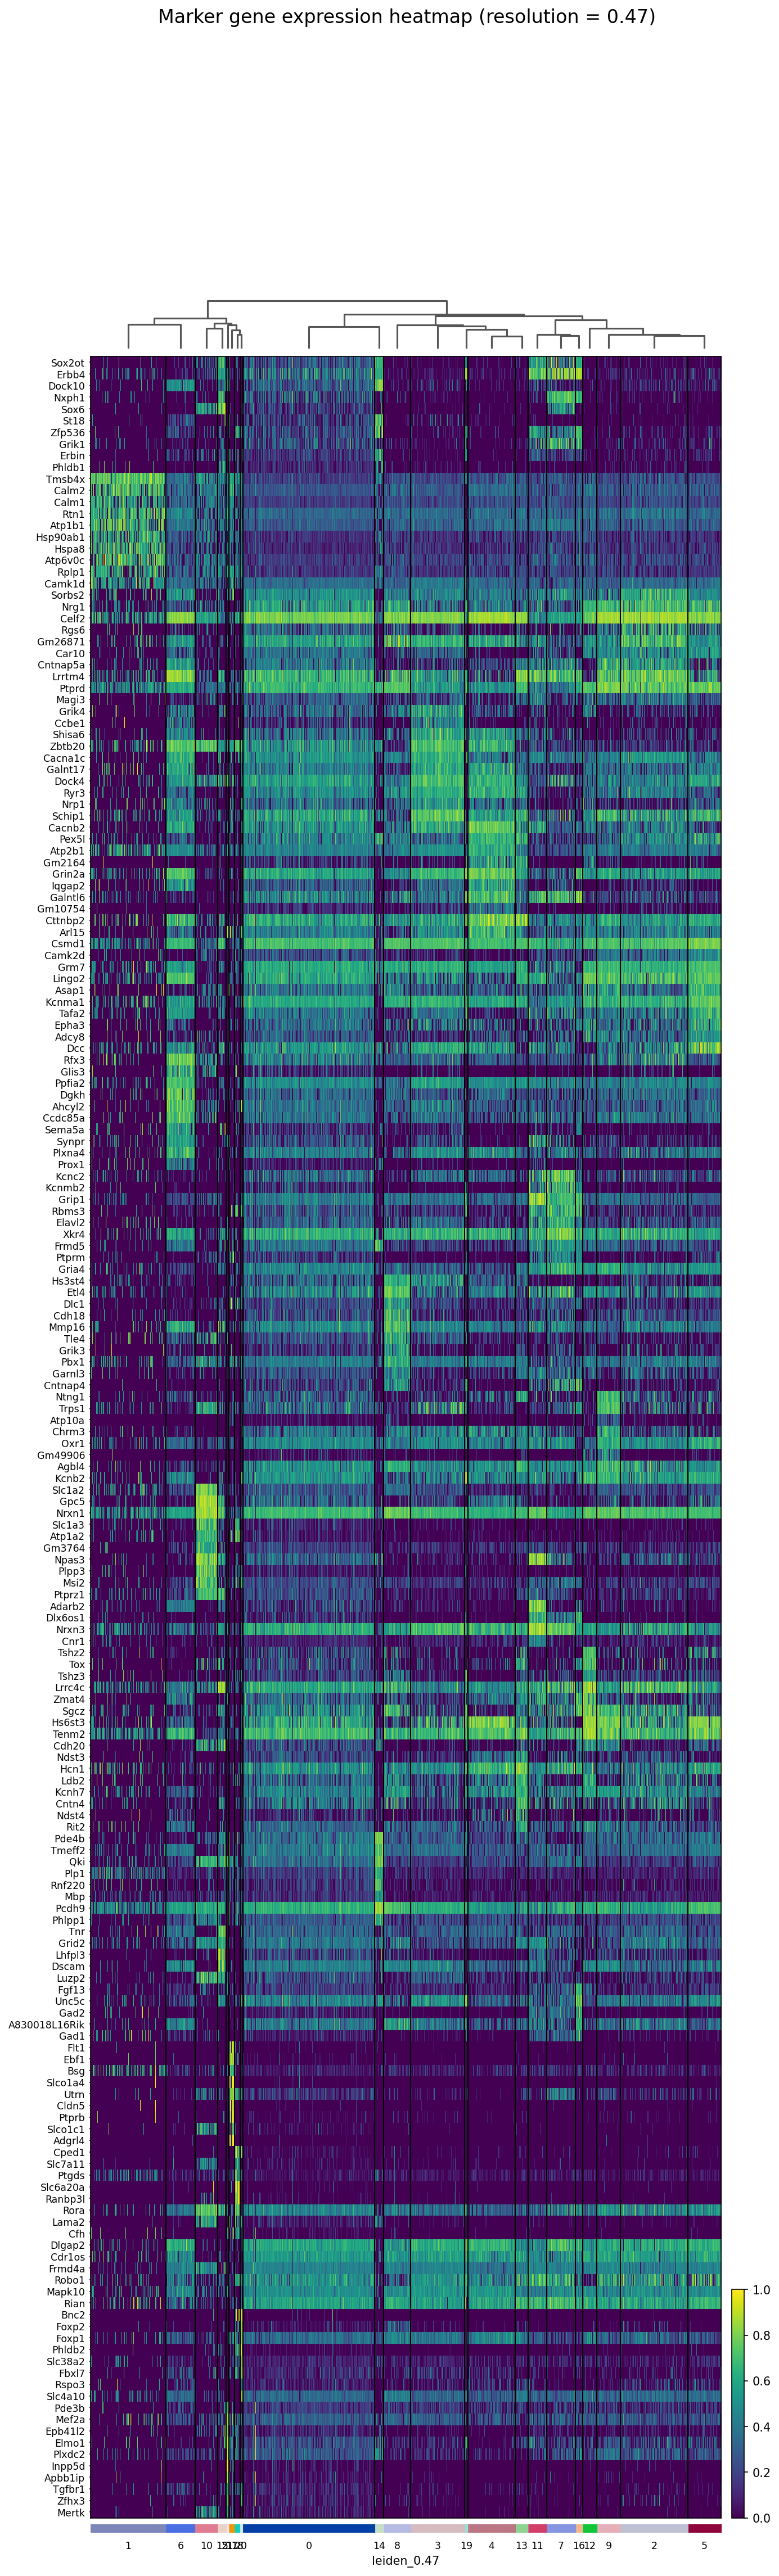 Marker gene expression heatmap (resolution = 0.47)
Sox2ot
Erbb4
Dock10
Nxph1
Sox6
St18
Zfp536
Grik1
Erbin
Phldb1
Tmsb4x
Calm2
Calm1
Rtn1
Atp1b1
Hsp90ab1
Hspa8
Atp6v0c
Rplp1
Camk1d
Sorbs2
Nrg1
Celf2
Rgs6
Gm26871
Car10
Cntnap5a
Lrrtm4
Ptprd
Magi3
Grik4
Ccbe1
Shisa6
Zbtb20
Cacna1c
Galnt17
Dock4
Ryr3
Nrp1
Schip1
Cacnb2
Pex5l
Atp2b1
Gm2164
Grin2a
Iqgap2
Galntl6
Gm10754
Cttnbp2
Arl15
Csmd1
Camk2d
Grm7
Lingo2
Asap1
Kcnma1
Tafa2
Epha3
Adcy8
Dcc
Rfx3
Glis3
Ppfia2
Dgkh
Ahcyl2
Ccdc85a
Sema5a
Synpr
Plxna4
Prox1
Kcnc2
Kcnmb2
Grip1
Rbms3
Elavl2
Xkr4
Frmd5
Ptprm
Gria4
Hs3st4
Etl4
Dlc1
Cdh18
Mmp16
Tle4
Grik3
Pbx1
Garnl3
Cntnap4
Ntng1
Trps1
Atp10a
Chrm3
Oxr1
Gm49906
Agbl4
Kcnb2
Slc1a2
Gpc5
Nrxn1
Slc1a3
Atp1a2
Gm3764
Npas3
Plpp3
Msi2
Ptprz1
Adarb2
Dlx6os1
Nrxn3
Cnr1
Tshz2
Tox
Tshz3
Lrrc4c
Zmat4
Sgcz
Hs6st3
Tenm2
Cdh20
Ndst3
Hcn1
Ldb2
Kcnh7
Cntn4
Ndst4
Rit2
Pde4b
Tmeff2
Qki
Plp1
Rnf220
Mbp
Pcdh9
Phlpp1
Tnr
Grid2
Lhfpl3
Dscam
Luzp2
Fgf13
Unc5c
Gad2
A830018L16Rik
Gad1
Flt1
Ebf1
Bsg
Slco1a4
Utrn
Cldn5
Ptprb
Slco1c1
Adgrl4
Cped1
Slc7a11
Ptgds
Slc6a20a
Ranbp3l
Rora
Lama2
Cfh
Dlgap2
Cdr1os
Frmd4a
Robo1
Mapk10
Rian
Bnc2
Foxp2
Foxp1
Phldb2
Slc38a2
Fbxl7
Rspo3
Slc4a10
Pde3b
Mef2a
Epb41l2
Elmo1
Plxdc2
Inpp5d
Apbb1ip
Tgfbr1
Zfhx3
Mertk
1.0
0.8
0.6
0.4
0.2
0.0
1 6 10 0 14 8 3 19 4 13 11 7 16 12 9 2 5
leiden_0.47